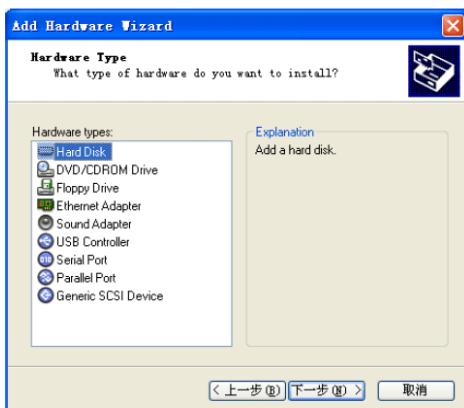 Add Hardware Wizard
Hardware Type
What type of hardware do you want to install?
Hardware types:
Hard Disk
DVD/CDROM Drive
Floppy Drive
Ethernet Adapter
Sound Adapter
USB Controller
Serial Port
Parallel Port
Generic SCSI Device
Explanation
Add a hard disk.
< 上一步(B) 下一步(N) > 取消